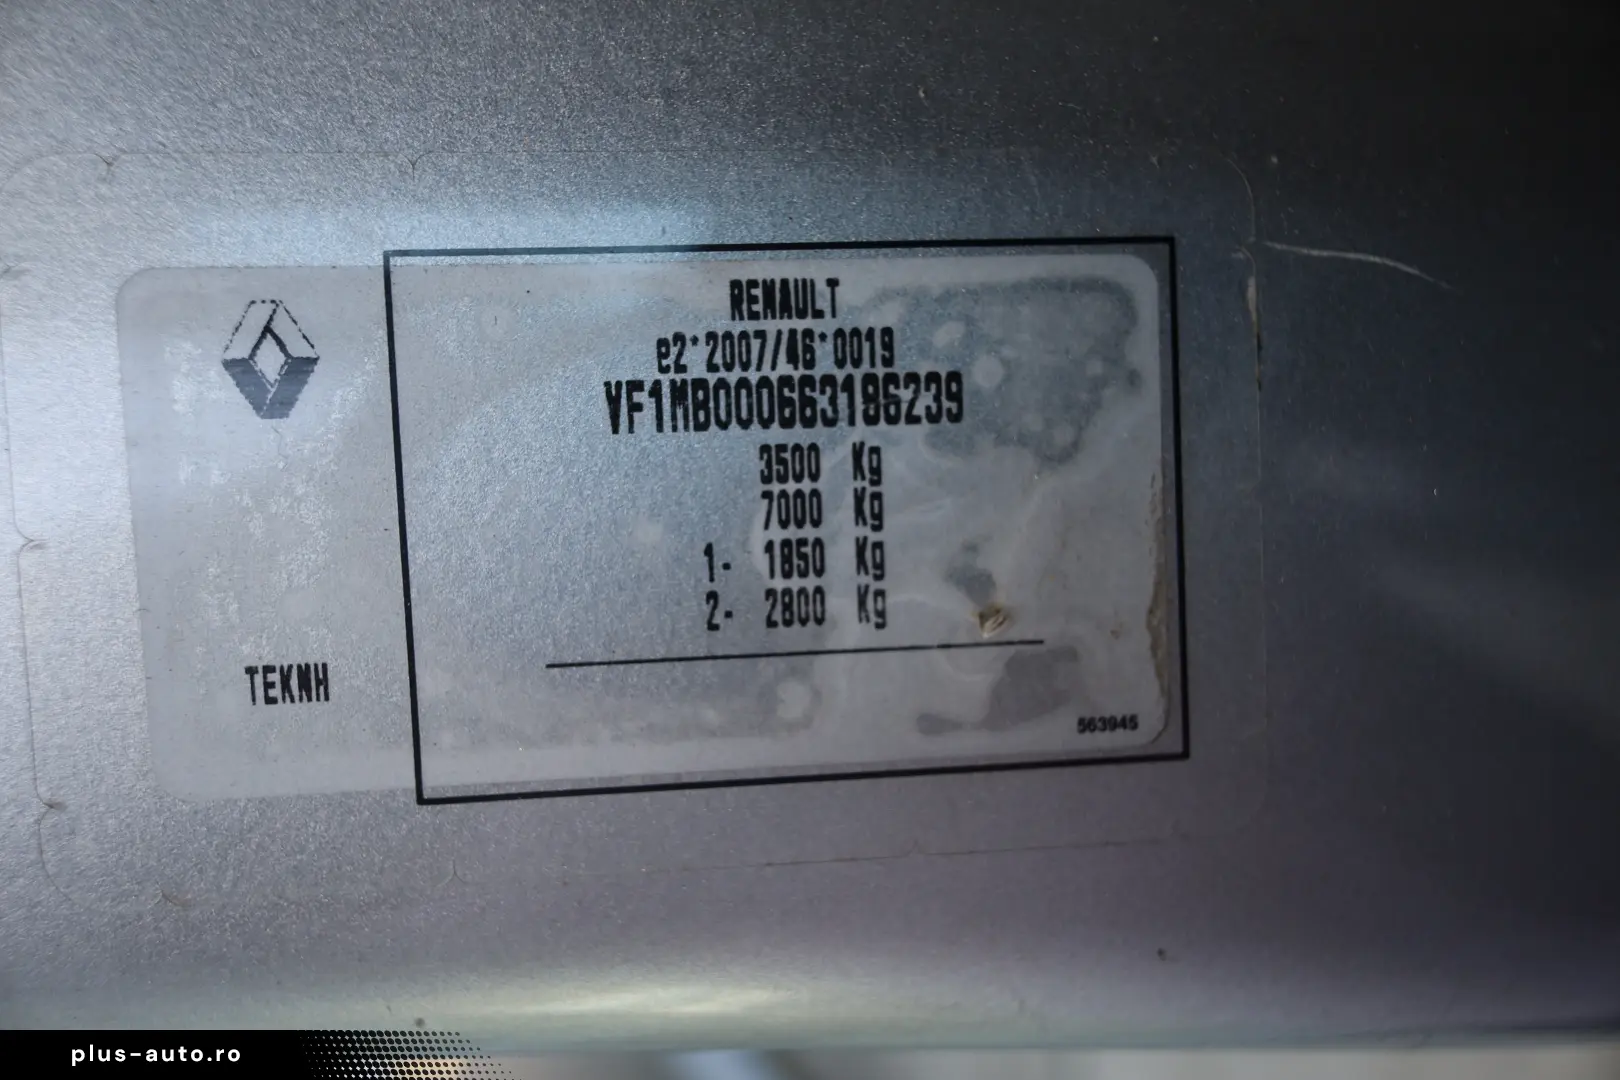 RENAULT
e2*2007/46*0019
VF1MB000663186239
3500 Kg
7000 Kg
1- 1850 Kg
2- 2800 Kg
TEKNH
563945
plus-auto.ro